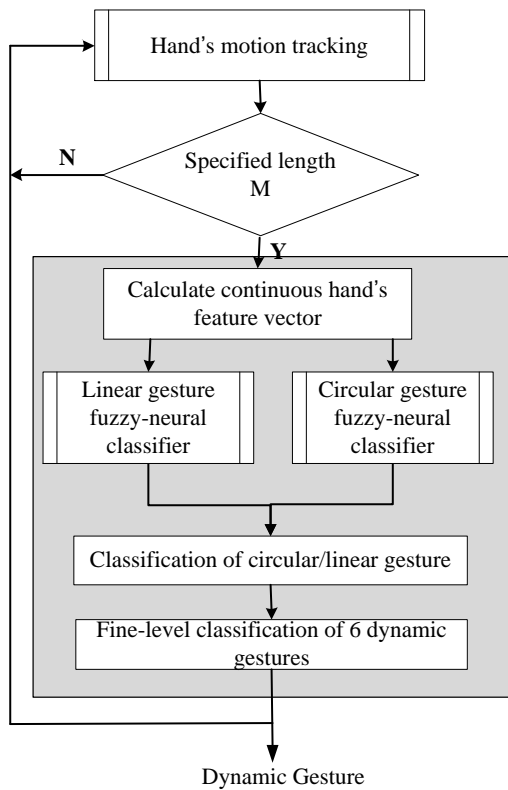 Hand's motion tracking
N
Specified length
M
Y
Calculate continuous hand's
feature vector
Linear gesture
fuzzy-neural
classifier
Circular gesture
fuzzy-neural
classifier
Classification of circular/linear gesture
Fine-level classification of 6 dynamic
gestures
Dynamic Gesture